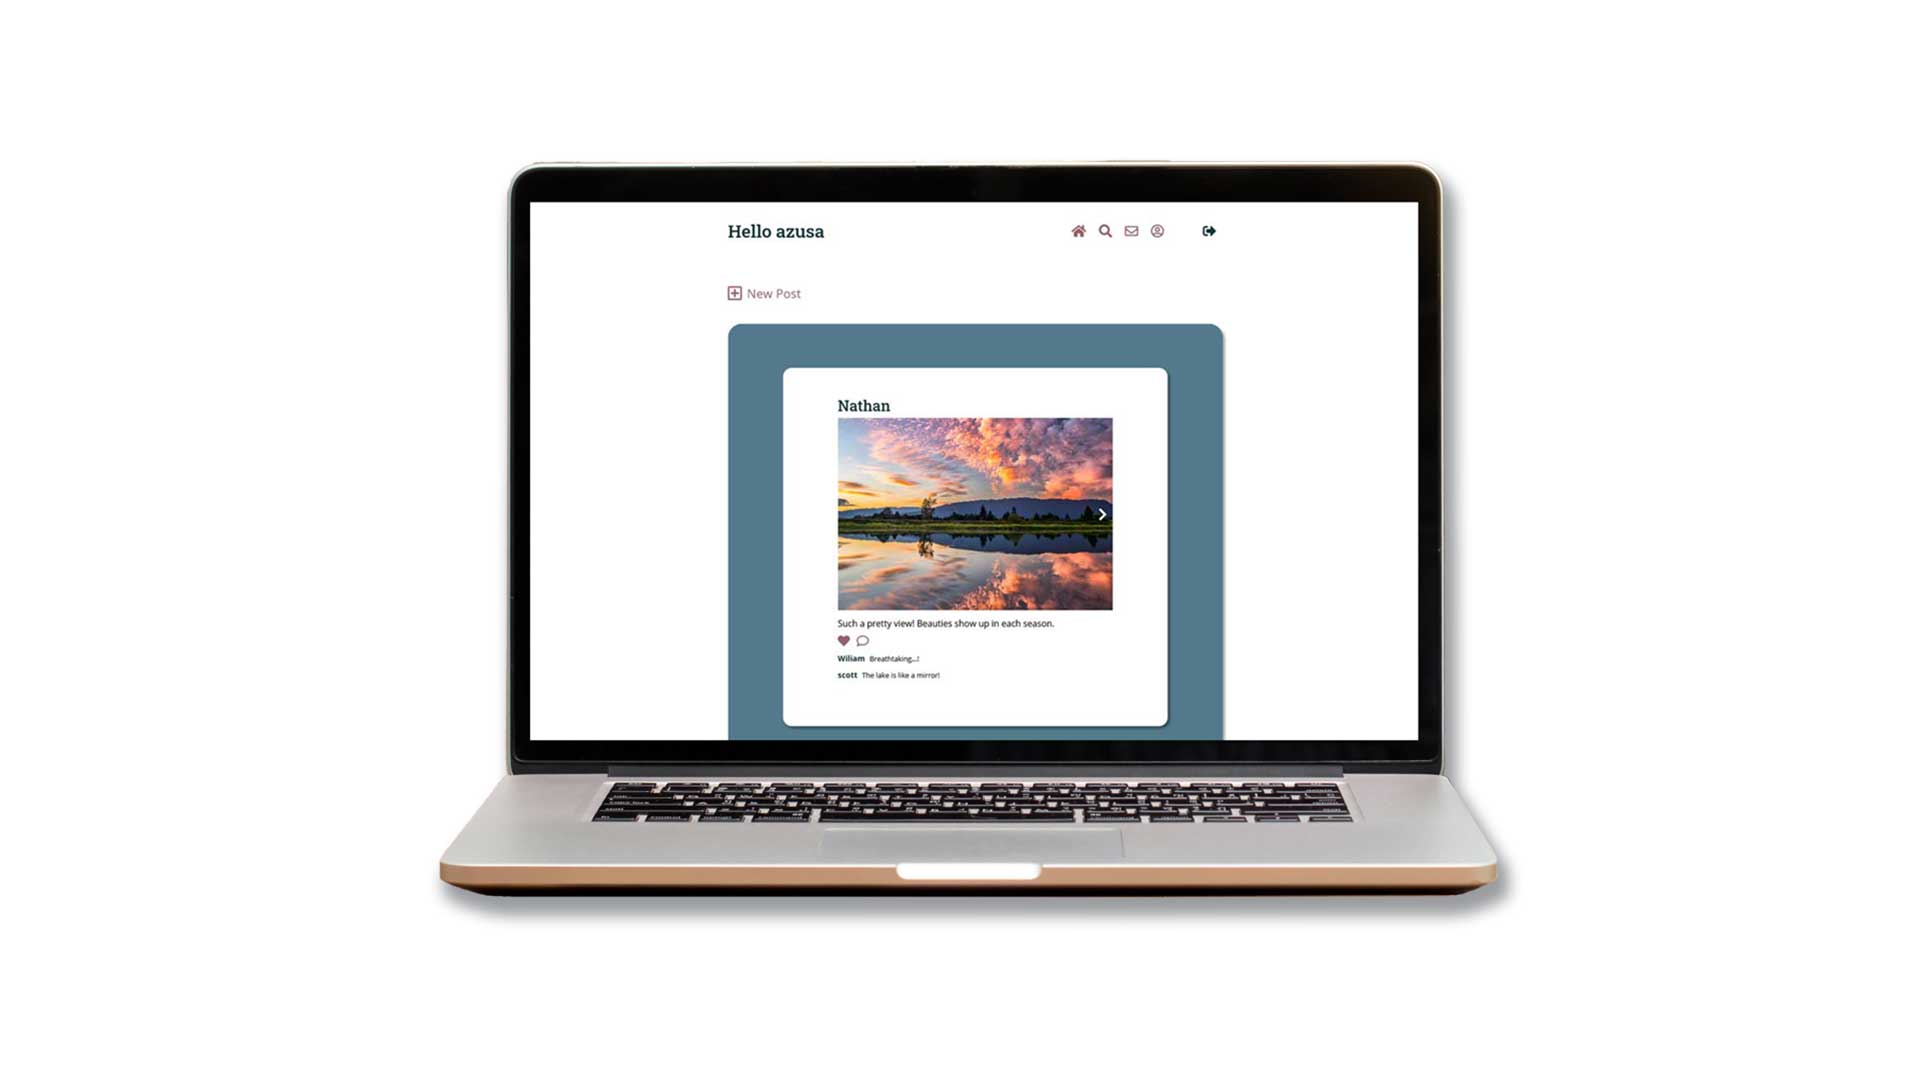 Hello azusa
New Post
Nathan
Such a pretty view! Beauties show up in each season.
Wiliam Breathtaking...!
scott The lake is like a mirror!